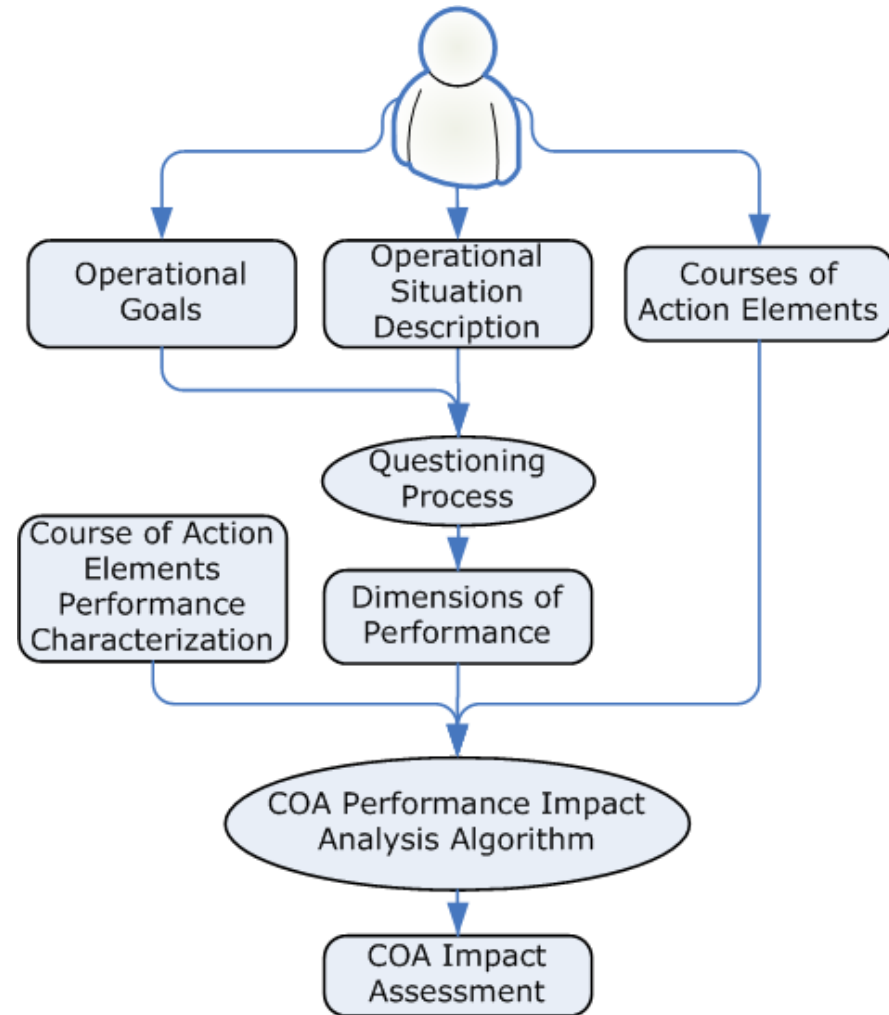 Operational
Goals
Operational
Situation
Description
Courses of
Action Elements
Questioning
Process
Course of Action
Elements
Performance
Characterization
Dimensions of
Performance
COA Performance Impact
Analysis Algorithm
COA Impact
Assessment